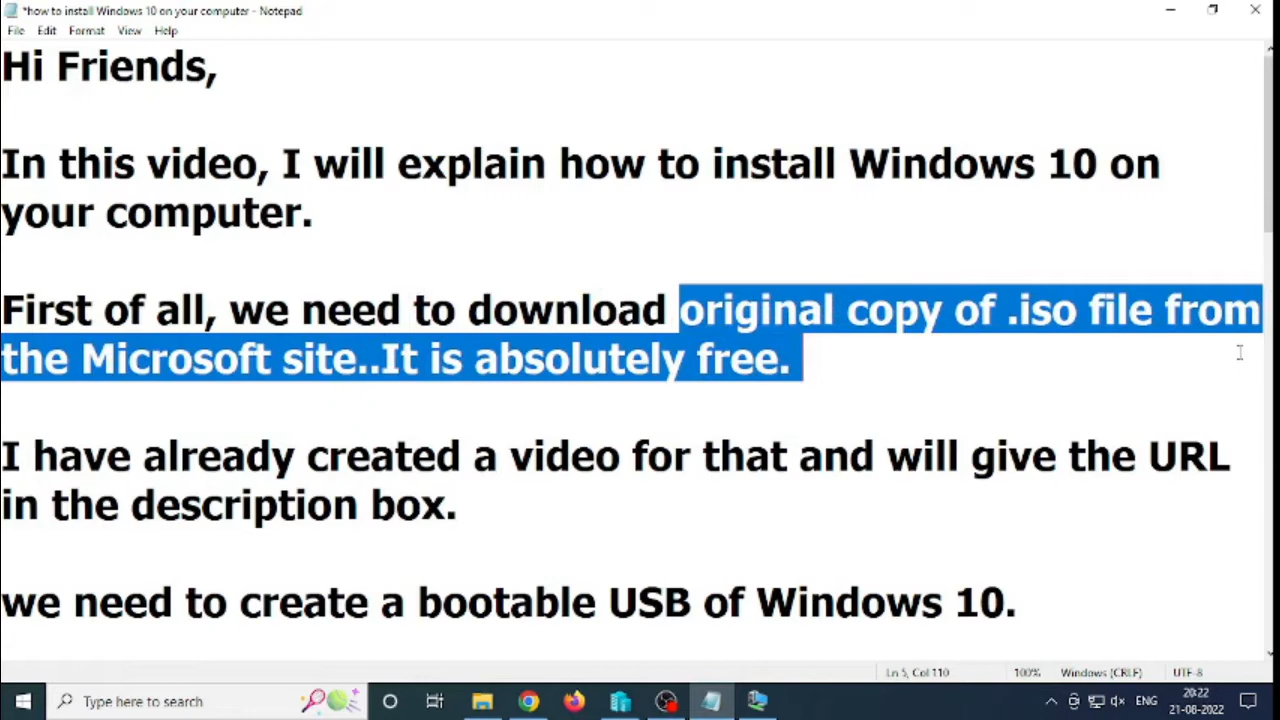 *how to install Windows 10 on your computer - Notepad
File Edit Format View Help
Hi Friends,
In this video, I will explain how to install Windows 10 on
your computer.
First of all, we need to download original copy of .iso file from
the Microsoft site..It is absolutely free.
I have already created a video for that and will give the URL
in the description box.
we need to create a bootable USB of Windows 10.
Ln 5, Col 110 100% Windows (CRLF) UTF-8
Type here to search ENG 20:22
21-08-2022